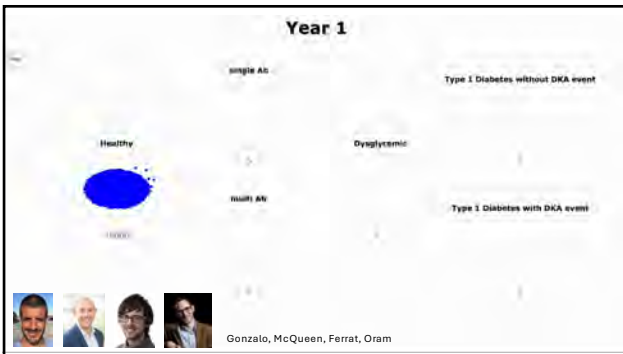 Year 1
single Ab
Type 1 Diabetes without DKA event
Healthy
Dysglycemic
multi Ab
Type 1 Diabetes with DKA event
Gonzalo, McQueen, Ferrat, Oram